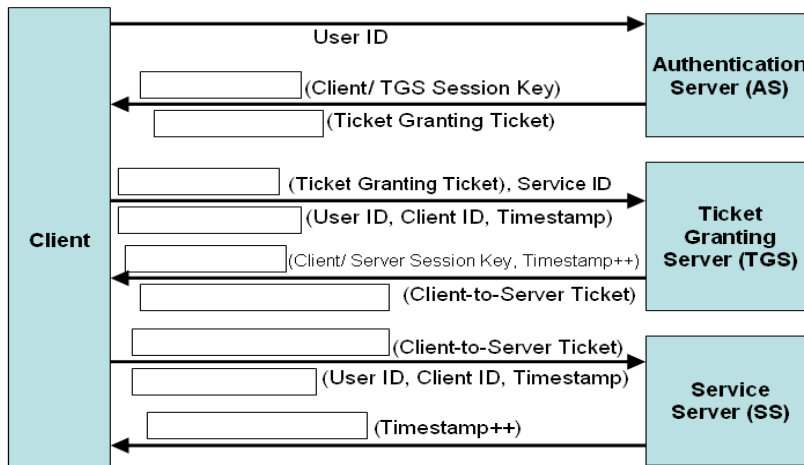 User ID
Authentication
Server (AS)
(Client/ TGS Session Key)
(Ticket Granting Ticket)
(Ticket Granting Ticket), Service ID
(User ID, Client ID, Timestamp)
Client
Ticket
Granting
Server (TGS)
(Client/ Server Session Key, Timestamp++)
(Client-to-Server Ticket)
(Client-to-Server Ticket)
(User ID, Client ID, Timestamp)
Service
Server (SS)
(Timestamp++)